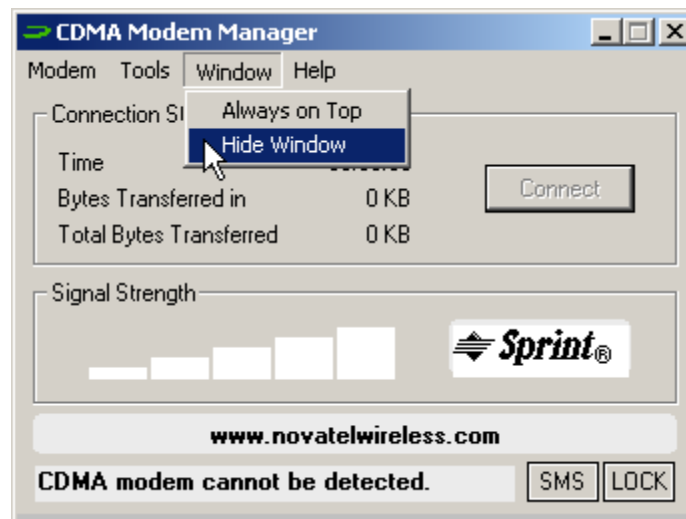 CDMA Modem Manager
Modem Tools Window Help
Always on Top
Hide Window
Connection St
Time
Bytes Transferred in 0 KB
Total Bytes Transferred 0 KB
Connect
Signal Strength
Sprint®
www.novatelwireless.com
CDMA modem cannot be detected.
SMS LOCK